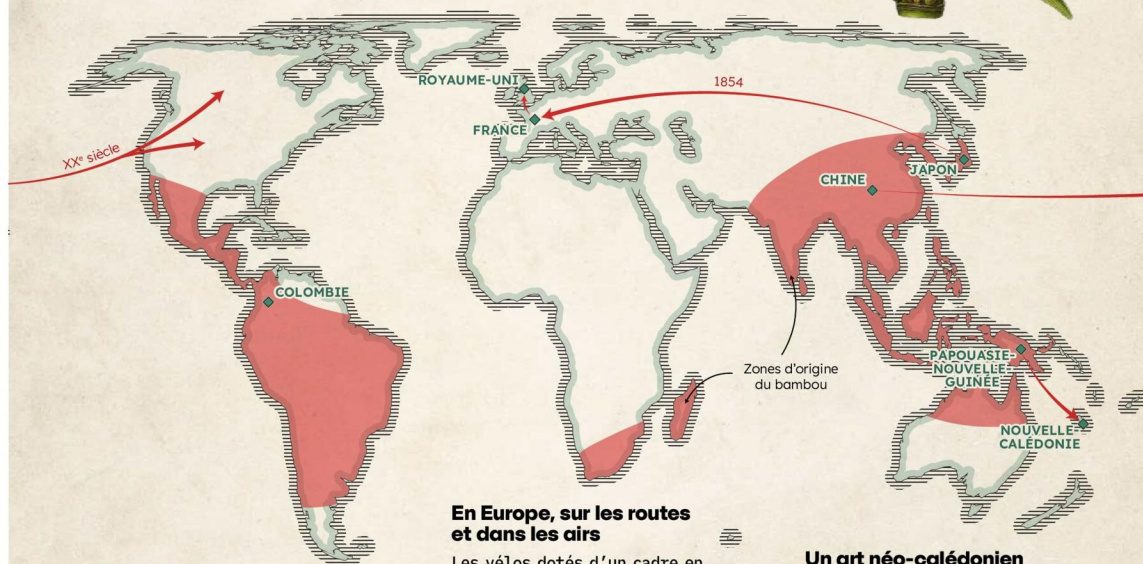 ROYAUME-UNI
1854
FRANCE
XXᵉ siècle
JAPON
CHINE
COLOMBIE
Zones d'origine
du bambou
PAPOUASIE-
NOUVELLE-
GUINÉE
NOUVELLE-
CALÉDONIE
En Europe, sur les routes
et dans les airs
Les vélos dotés d'un cadre en
Un art néo-calédonien